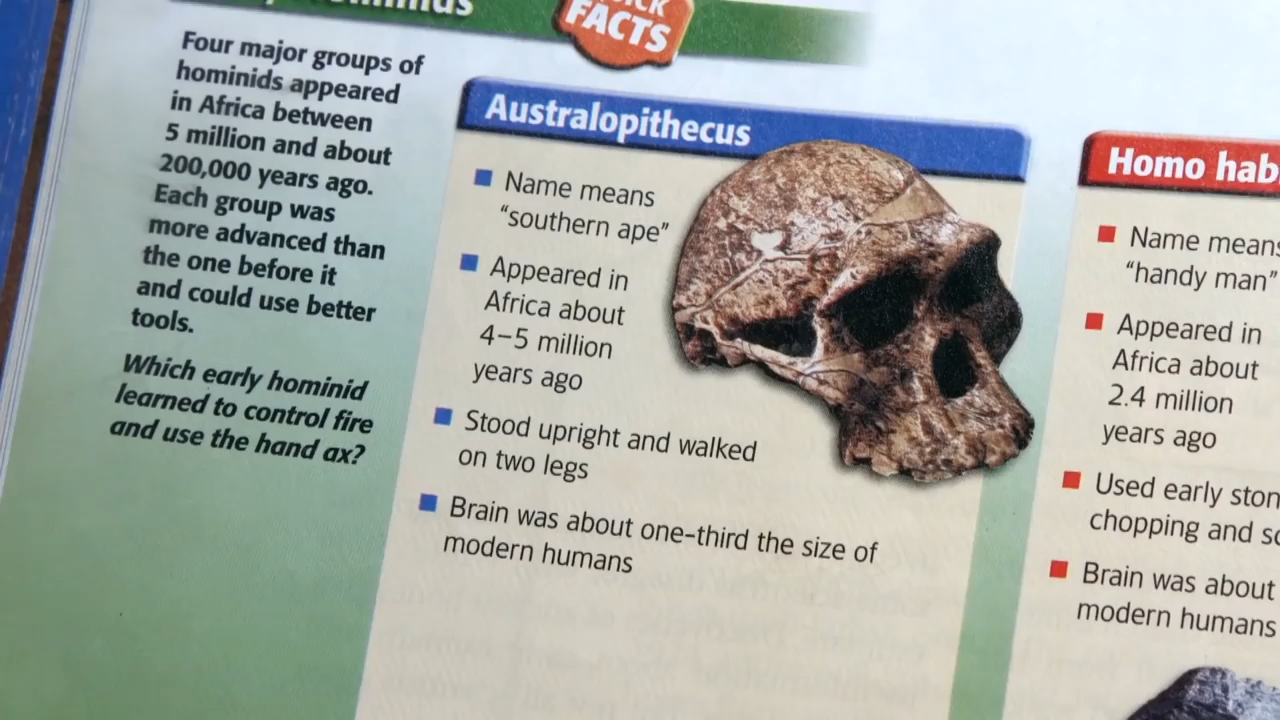 FACTS
Four major groups of
hominids appeared
in Africa between
5 million and about
200,000 years ago.
Each group was
more advanced than
the one before it
and could use better
tools.
Which early hominid
learned to control fire
and use the hand ax?
Australopithecus
Name means
“southern ape”
Appeared in
Africa about
4–5 million
years ago
Stood upright and walked
on two legs
Brain was about one-third the size of
modern humans
Homo hab
Name means
“handy man”
Appeared in
Africa about
2.4 million
years ago
Used early ston
chopping and sc
Brain was about
modern humans